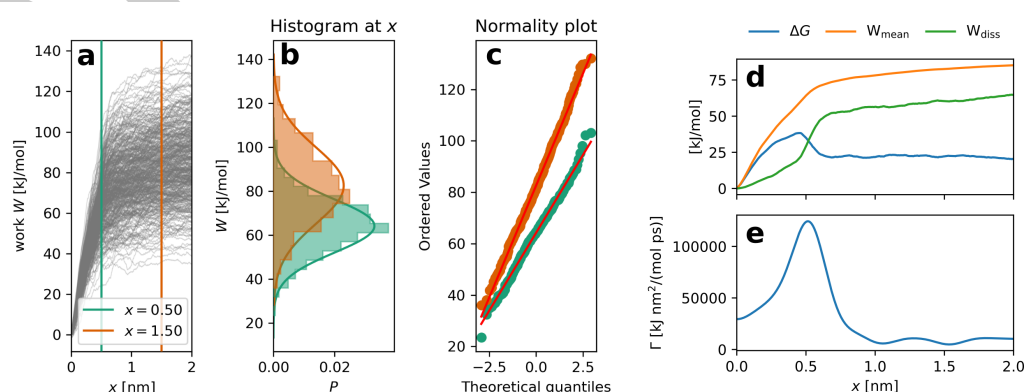 Histogram at x
Normality plot
ΔG
W_mean
W_diss
a
b
c
d
e
140
120
100
80
60
40
20
0
work W [kJ/mol]
x = 0.50
x = 1.50
0
1
2
x [nm]
140
120
100
80
60
40
20
W [kJ/mol]
0.00
0.02
P
120
100
80
60
40
20
Ordered Values
−2.5
0.0
2.5
Theoretical quantiles
75
50
25
0
[kJ/mol]
100000
50000
0
Γ [kJ nm²/(mol ps)]
0.0
0.5
1.0
1.5
2.0
x [nm]